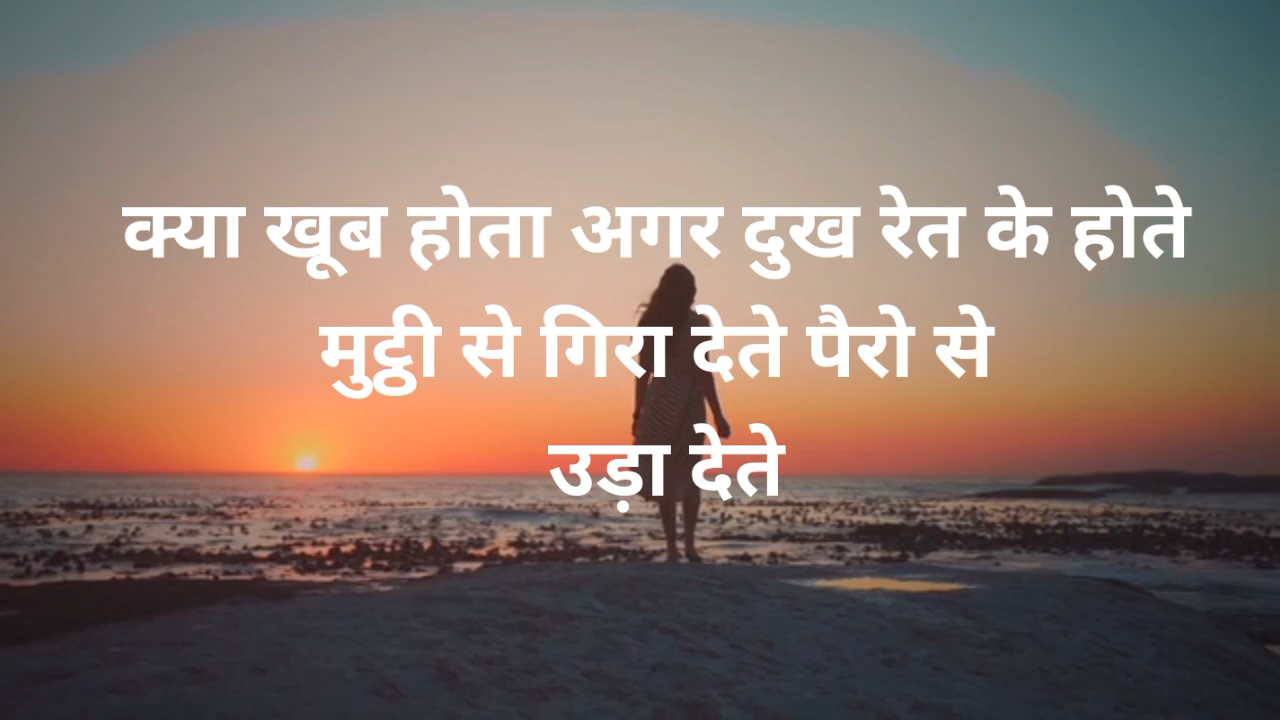 क्या खूब होता अगर दुख रेत के होते
मुट्ठी से गिरा देते पैरो से
उड़ा देते